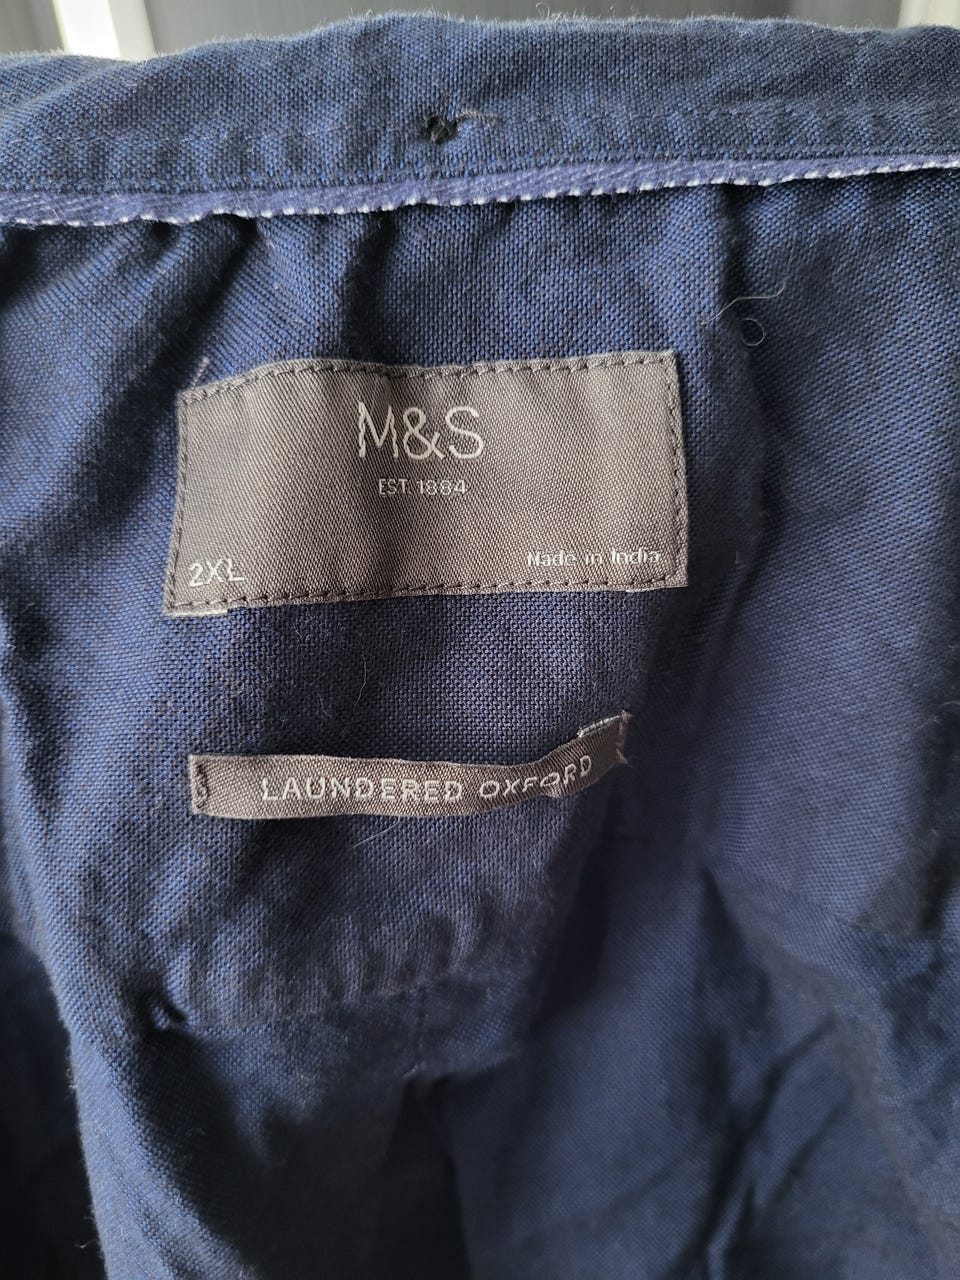 M&S
EST. 1884
2XL
Made in India
LAUNDERED OXFORD